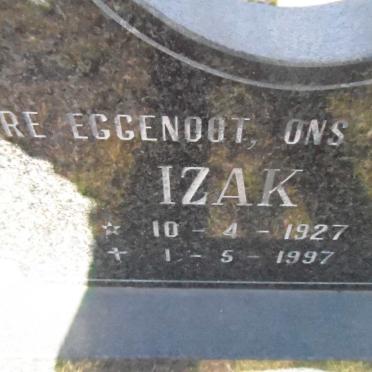 RE EGGENOOT, ONS
IZAK
☆ 10 - 4 - 1927
✝ 1 - 5 - 1997